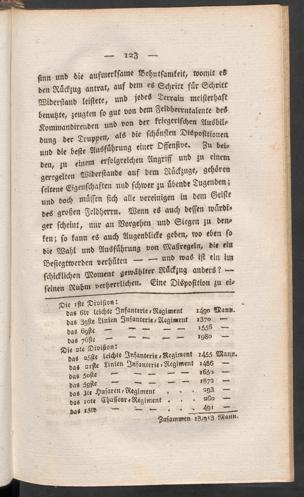 — 123 —
sinn und die aufmerksame Behutsamkeit, womit es
den Rückzug antrat, auf dem es Schritt für Schritt
Widerstand leistete, und jedes Terrain meisterhaft
benutzte, zeugten so gut von dem Feldherrntalente des
Kommandirenden und von der kriegerischen Ausbil-
dung der Truppen, als die schönsten Dispositionen
und die beste Ausführung einer Offensive. Zu bei-
den, zu einem erfolgreichen Angriff und zu einem
geregelten Widerstande auf dem Rückzuge, gehören
seltene Eigenschaften und schwer zu übende Tugenden;
und doch müssen sich alle vereinigen in dem Geiste
des großen Feldherrn. Wenn es auch dessen würdi-
ger scheint, nur an Vorgehen und Siegen zu den-
ken; so kann es auch Augenblicke geben, wo eben so
die Wahl und Ausführung von Maßregeln, die ein
Besiegtwerden verhüten — — und was ist ein im
schicklichen Moment gewählter Rückzug anders? —
seinen Ruhm verherrlichen. Eine Disposition zu ei-
Die 1ste Division:
das 6te leichte Infanterie-Regiment 1490 Mann.
das 39ste Linien Infanterie-Regiment 1370 —
das 69ste — — — 1556 —
das 76ste — — — 1980 —
Die 2te Division:
das 25ste leichte Infanterie-Regiment 1455 Mann.
das 27ste Linien Infanterie-Regiment 1486 —
das 50ste — — — 1652 —
das 59ste — — — 1872 —
das 3te Husaren-Regiment . . . 293 —
das 10te Chasseur-Regiment . . . 260 —
das 15te — — . . . 491 —
Zusammen Mann.